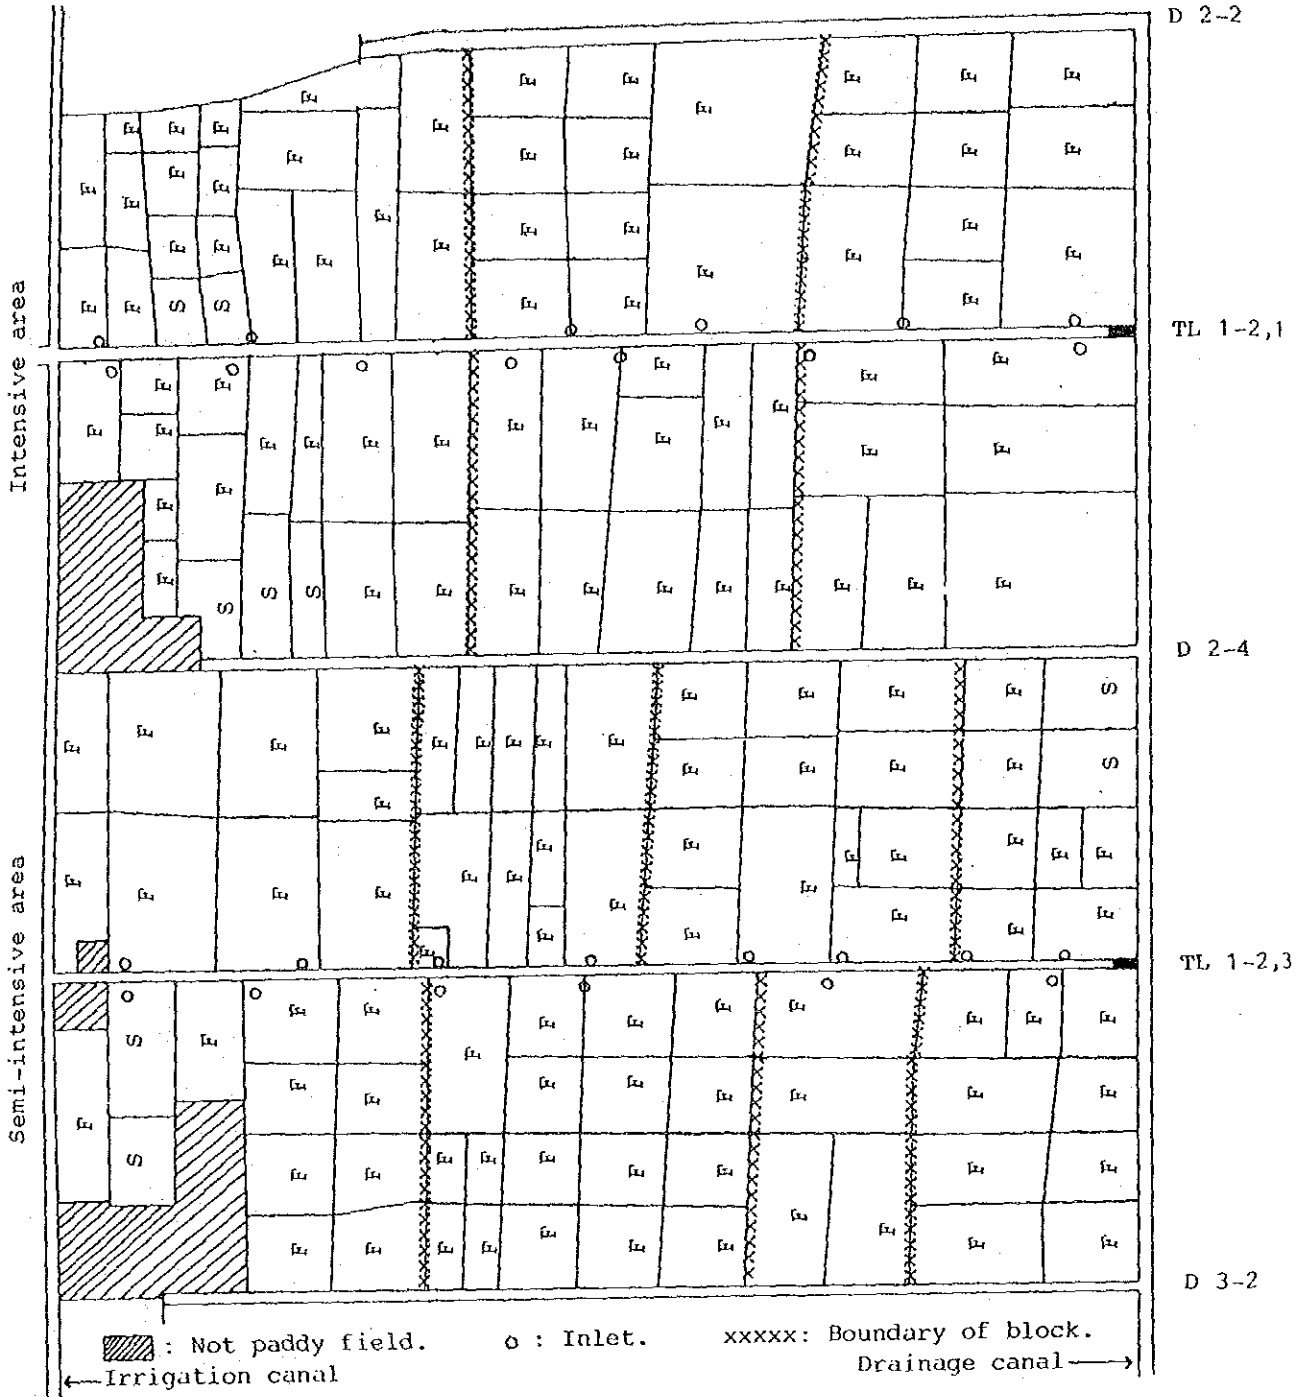 D 2-2
F F F F F
F F
F F F F
F F F F F F
F F F
F F
F F F F F F F F
F F F
F F S S F F F
Intensive area
TL 1-2,1
F F F F F
F F F F F F F F F F F F F
F F
F S S S F F F F F F F F F F
D 2-4
F F F F S
F F F F F F F F F
F F F F S
F
F F F F F F F
F F F F F F F
F F F F F
F F
Semi-intensive area
TL 1-2,3
F F F F F F F F F
S F F
F F F F F F F F
F
S F F F F F F F F F
F F F F F F F F F F F
D 3-2
: Not paddy field. o : Inlet. xxxxx: Boundary of block.
←Irrigation canal Drainage canal→